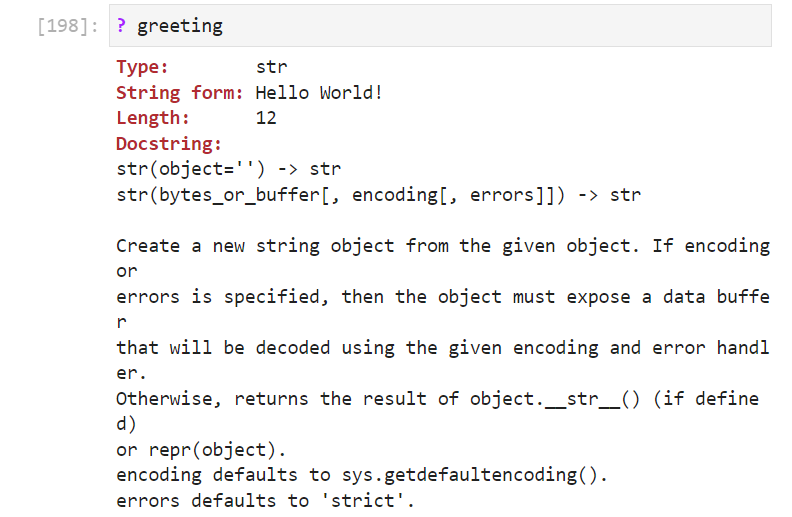 [198]: ? greeting
Type: str
String form: Hello World!
Length: 12
Docstring:
str(object='') -> str
str(bytes_or_buffer[, encoding[, errors]]) -> str
Create a new string object from the given object. If encoding
or
errors is specified, then the object must expose a data buffe
r
that will be decoded using the given encoding and error handl
er.
Otherwise, returns the result of object.__str__() (if define
d)
or repr(object).
encoding defaults to sys.getdefaultencoding().
errors defaults to 'strict'.